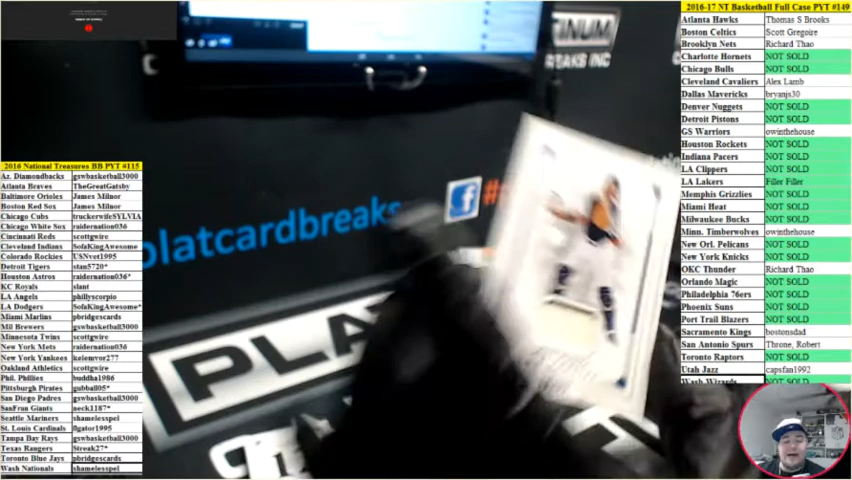 2016 National Treasures BB PYT #115
Az. Diamondbacks gswbasketball3000
Atlanta Braves TheGreatGatsby
Baltimore Orioles James Milnor
Boston Red Sox James Milnor
Chicago Cubs truckerwifeSYLVIA
Chicago White Sox raidernation036
Cincinnati Reds scottgwire
Cleveland Indians SofaKingAwesome
Colorado Rockies USNvet1995
Detroit Tigers stan5720*
Houston Astros raidernation036*
KC Royals slant
LA Angels phillyscorpio
LA Dodgers SofaKingAwesome*
Miami Marlins pbridgescards
Mil Brewers gswbasketball3000
Minnesota Twins scottgwire
New York Mets raidernation036
New York Yankees kelemvor277
Oakland Athletics scottgwire
Phil. Phillies buddha1986
Pittsburgh Pirates gubball05*
San Diego Padres gswbasketball3000
SanFran Giants neck1187*
Seattle Mariners shamelesspel
St. Louis Cardinals flgator1995
Tampa Bay Rays gswbasketball3000
Texas Rangers Streak27*
Toronto Blue Jays pbridgescards
Wash Nationals shamelesspel
INUM
EAKS INC
platcardbreaks
PLA
2016-17 NT Basketball Full Case PYT #149
Atlanta Hawks Thomas S Brooks
Boston Celtics Scott Gregoire
Brooklyn Nets Richard Thao
Charlotte Hornets NOT SOLD
Chicago Bulls NOT SOLD
Cleveland Cavaliers Alex Lamb
Dallas Mavericks bryanjs30
Denver Nuggets NOT SOLD
Detroit Pistons NOT SOLD
GS Warriors owinthehouse
Houston Rockets NOT SOLD
Indiana Pacers NOT SOLD
LA Clippers NOT SOLD
LA Lakers Filler Filler
Memphis Grizzlies NOT SOLD
Miami Heat NOT SOLD
Milwaukee Bucks NOT SOLD
Minn. Timberwolves owinthehouse
New Orl. Pelicans NOT SOLD
New York Knicks NOT SOLD
OKC Thunder Richard Thao
Orlando Magic NOT SOLD
Philadelphia 76ers NOT SOLD
Phoenix Suns NOT SOLD
Port Trail Blazers NOT SOLD
Sacramento Kings bostonsdad
San Antonio Spurs Throne, Robert
Toronto Raptors NOT SOLD
Utah Jazz capsfan1992
Wash Wizards NOT SOLD